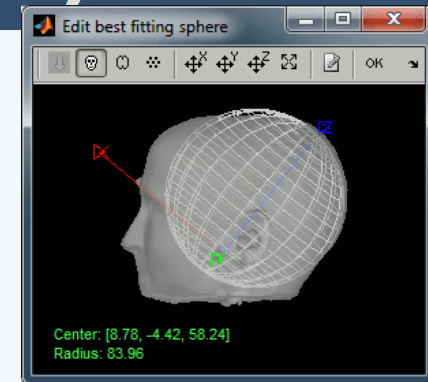 Edit best fitting sphere
X Y Z OK
X
Z
Y
Center: [8.78, -4.42, 58.24]
Radius: 83.96